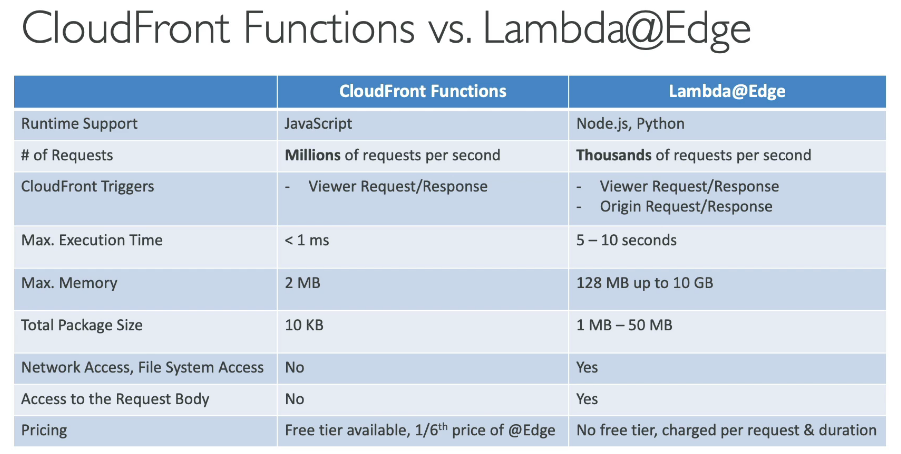 CloudFront Functions vs. Lambda@Edge
CloudFront Functions Lambda@Edge
Runtime Support JavaScript Node.js, Python
# of Requests Millions of requests per second Thousands of requests per second
CloudFront Triggers - Viewer Request/Response - Viewer Request/Response
- Origin Request/Response
Max. Execution Time < 1 ms 5 – 10 seconds
Max. Memory 2 MB 128 MB up to 10 GB
Total Package Size 10 KB 1 MB – 50 MB
Network Access, File System Access No Yes
Access to the Request Body No Yes
Pricing Free tier available, 1/6th price of @Edge No free tier, charged per request & duration